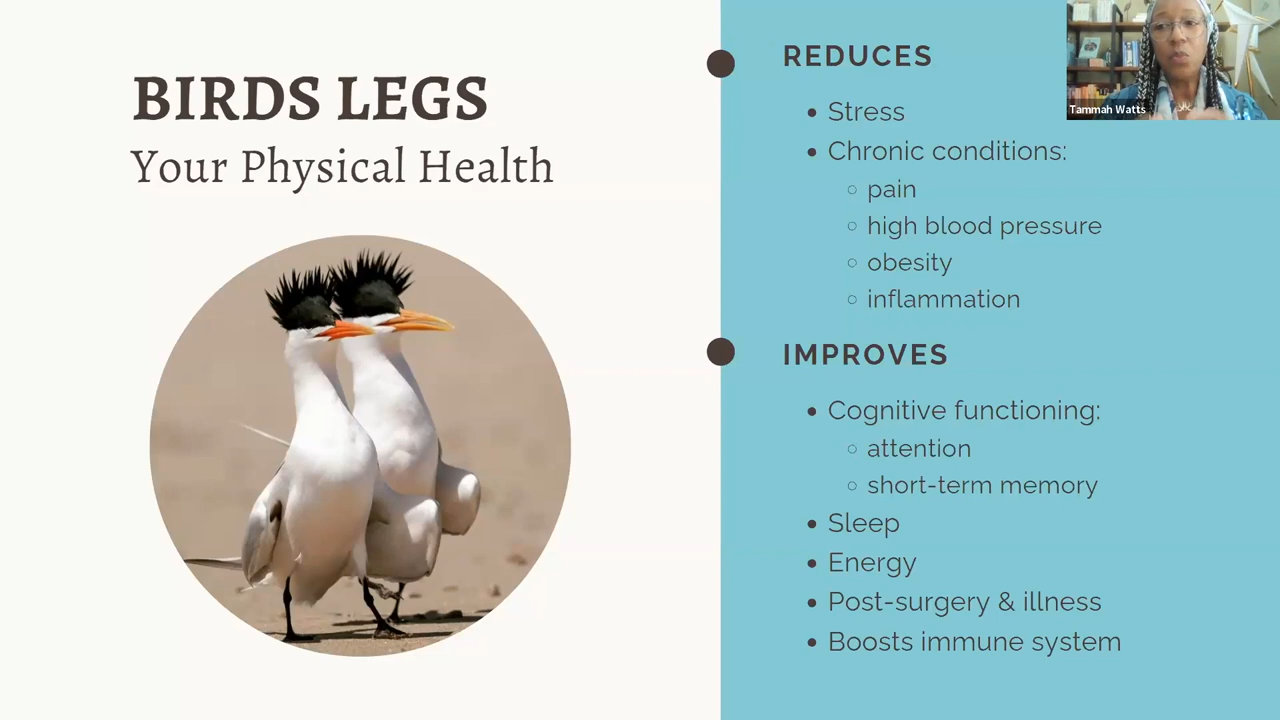 BIRDS LEGS
Your Physical Health
REDUCES
• Stress
• Chronic conditions:
○ pain
○ high blood pressure
○ obesity
○ inflammation
IMPROVES
• Cognitive functioning:
○ attention
○ short-term memory
• Sleep
• Energy
• Post-surgery & illness
• Boosts immune system
Tammah Watts